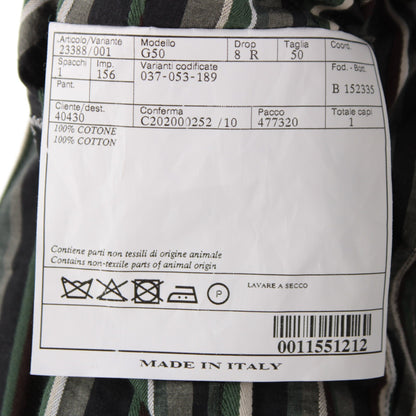 Articolo/Variante Modello Drop Taglia Coord.
23388/001 G50 8 R 50
Spacchi Imp. Varianti codificate Fod. - Bott.
1 156 037-053-189
Pant. B 152335
Cliente/dest. Conferma Pacco Totale capi
40430 C202000252 /10 477320 1
100% COTONE
100% COTTON
Contiene parti non tessili di origine animale
Contains non-textile parts of animal origin
P LAVARE A SECCO
0011551212
MADE IN ITALY